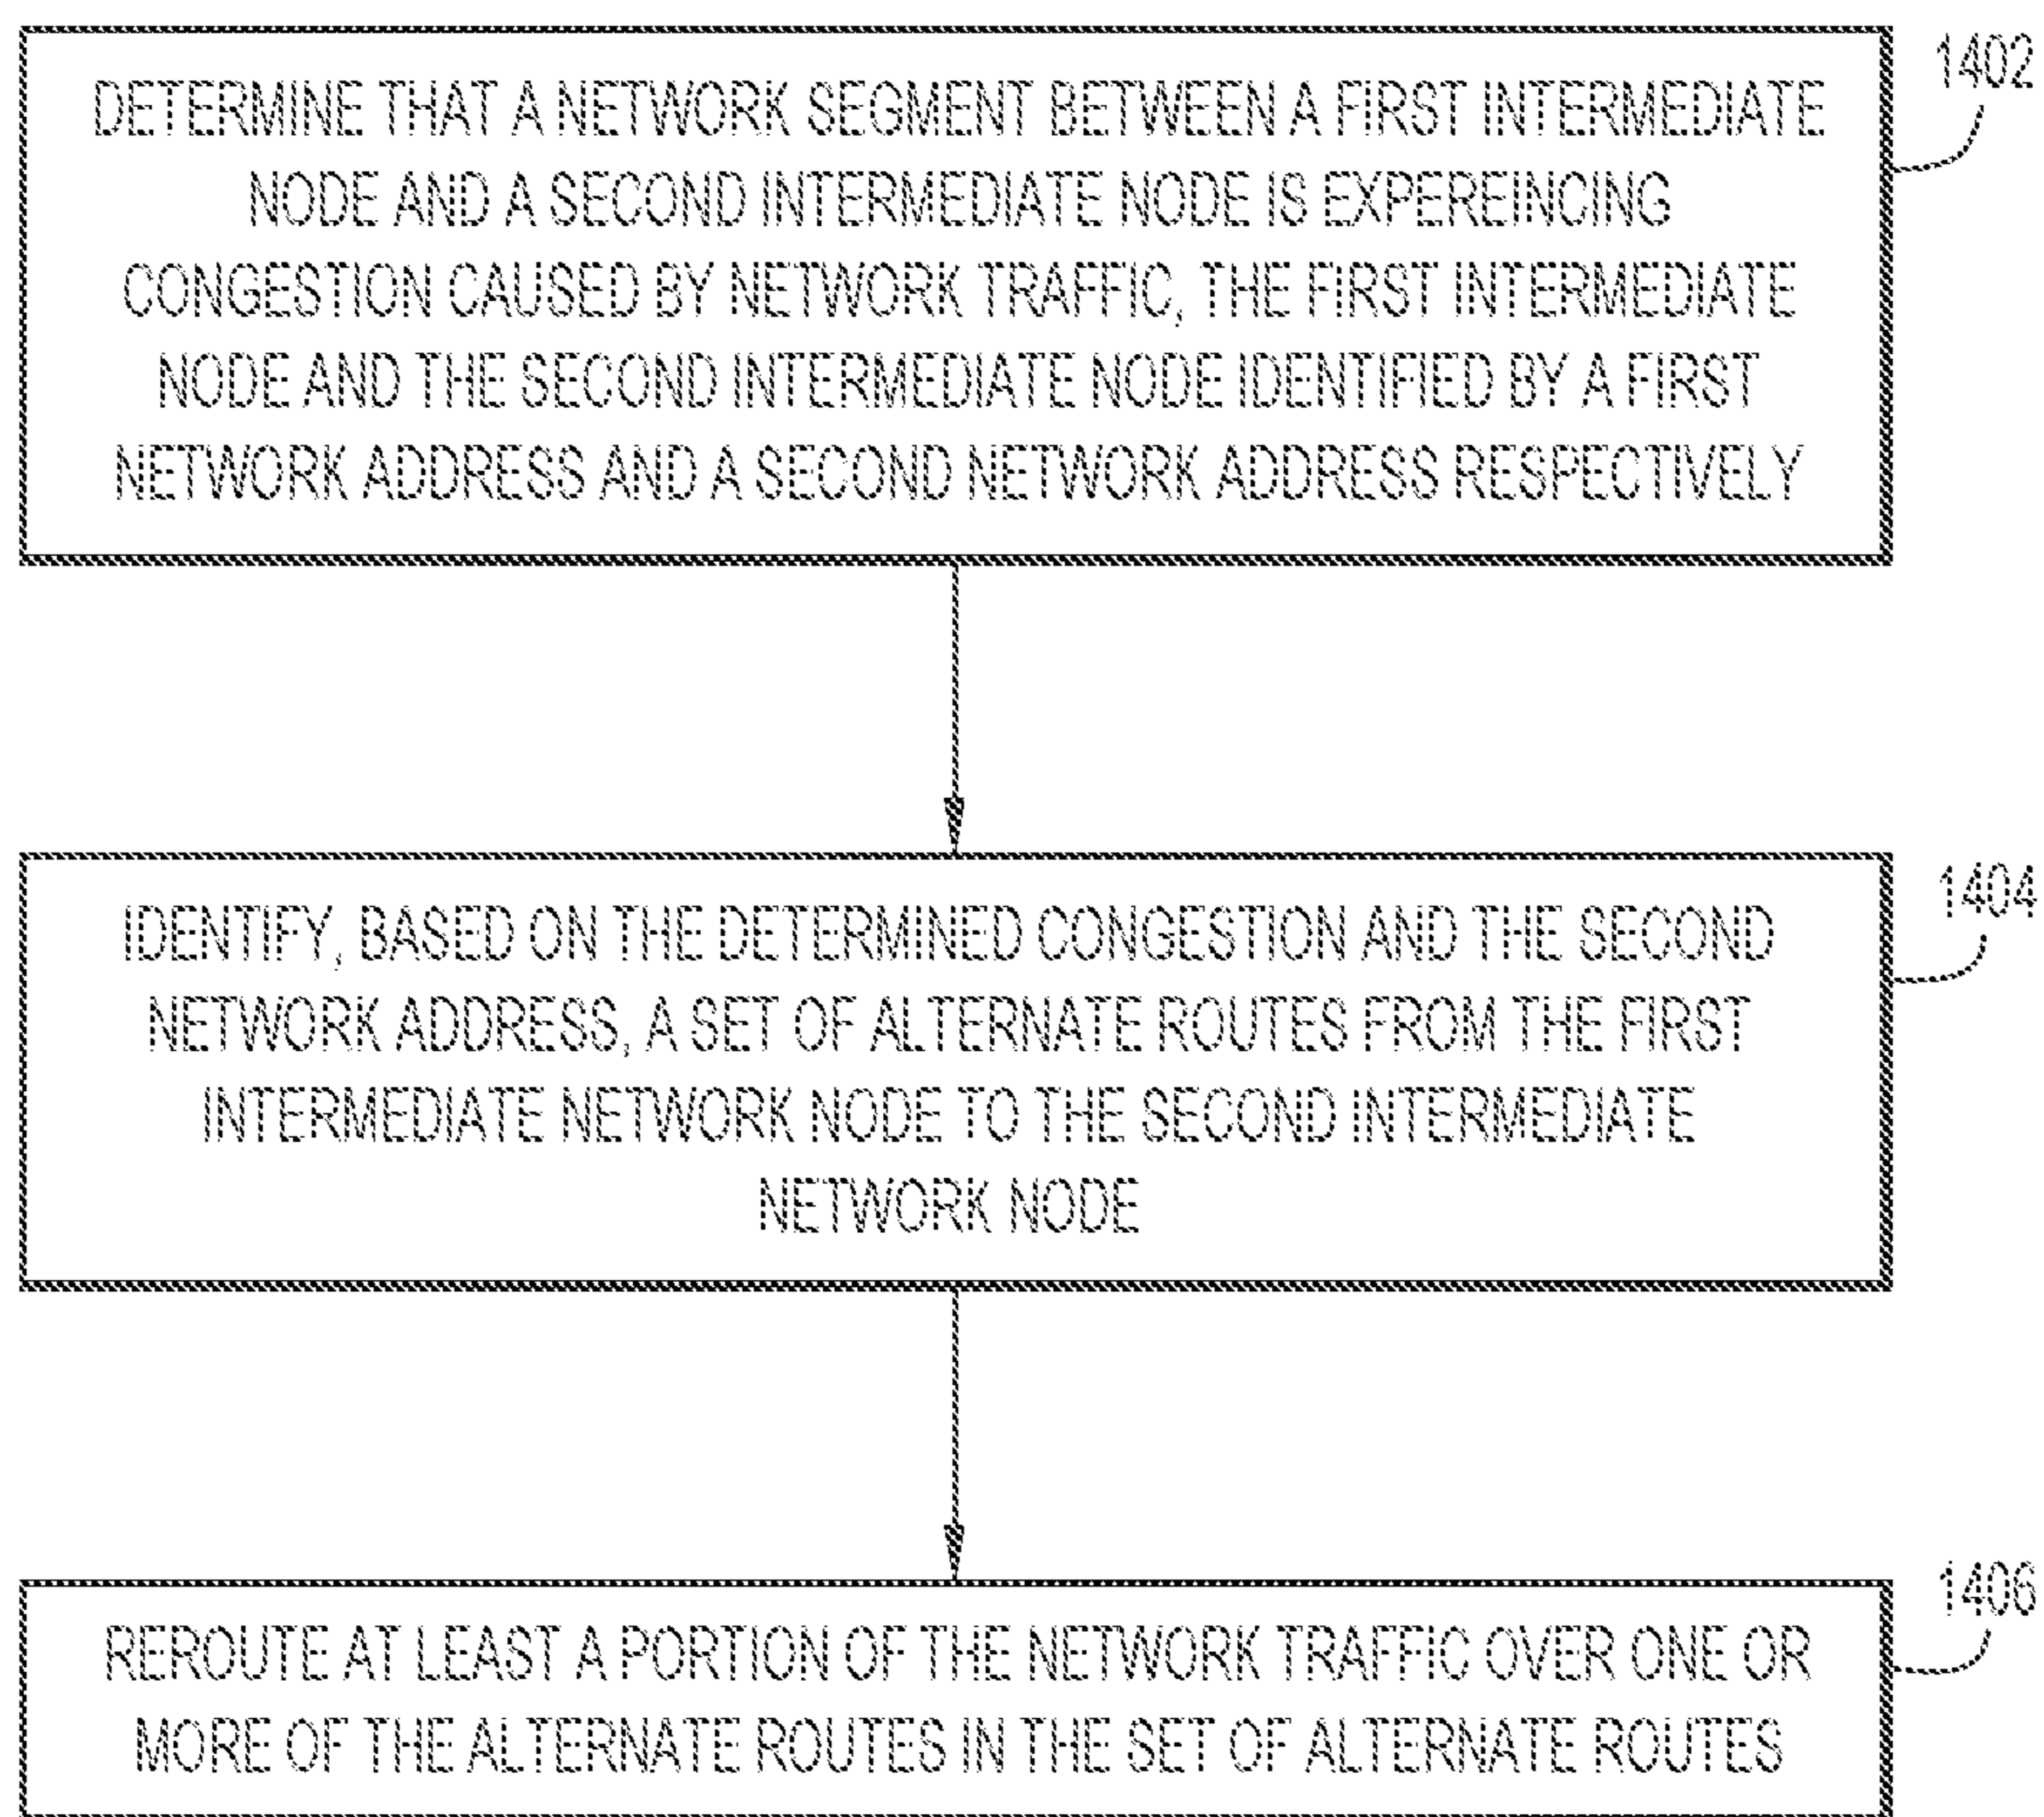 1402
DETERMINE THAT A NETWORK SEGMENT BETWEEN A FIRST INTERMEDIATE
NODE AND A SECOND INTERMEDIATE NODE IS EXPEREINCING
CONGESTION CAUSED BY NETWORK TRAFFIC, THE FIRST INTERMEDIATE
NODE AND THE SECOND INTERMEDIATE NODE IDENTIFIED BY A FIRST
NETWORK ADDRESS AND A SECOND NETWORK ADDRESS RESPECTIVELY
1404
IDENTIFY, BASED ON THE DETERMINED CONGESTION AND THE SECOND
NETWORK ADDRESS, A SET OF ALTERNATE ROUTES FROM THE FIRST
INTERMEDIATE NETWORK NODE TO THE SECOND INTERMEDIATE
NETWORK NODE
1406
REROUTE AT LEAST A PORTION OF THE NETWORK TRAFFIC OVER ONE OR
MORE OF THE ALTERNATE ROUTES IN THE SET OF ALTERNATE ROUTES